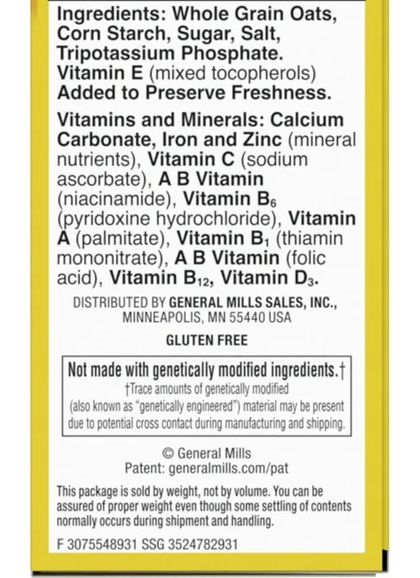 Ingredients: Whole Grain Oats,
Corn Starch, Sugar, Salt,
Tripotassium Phosphate.
Vitamin E (mixed tocopherols)
Added to Preserve Freshness.
Vitamins and Minerals: Calcium
Carbonate, Iron and Zinc (mineral
nutrients), Vitamin C (sodium
ascorbate), A B Vitamin
(niacinamide), Vitamin B₆
(pyridoxine hydrochloride), Vitamin
A (palmitate), Vitamin B₁ (thiamin
mononitrate), A B Vitamin (folic
acid), Vitamin B₁₂, Vitamin D₃.
DISTRIBUTED BY GENERAL MILLS SALES, INC.,
MINNEAPOLIS, MN 55440 USA
GLUTEN FREE
Not made with genetically modified ingredients.†
†Trace amounts of genetically modified
(also known as “genetically engineered”) material may be present
due to potential cross contact during manufacturing and shipping.
© General Mills
Patent: generalmills.com/pat
This package is sold by weight, not by volume. You can be
assured of proper weight even though some settling of contents
normally occurs during shipment and handling.
F 3075548931 SSG 3524782931